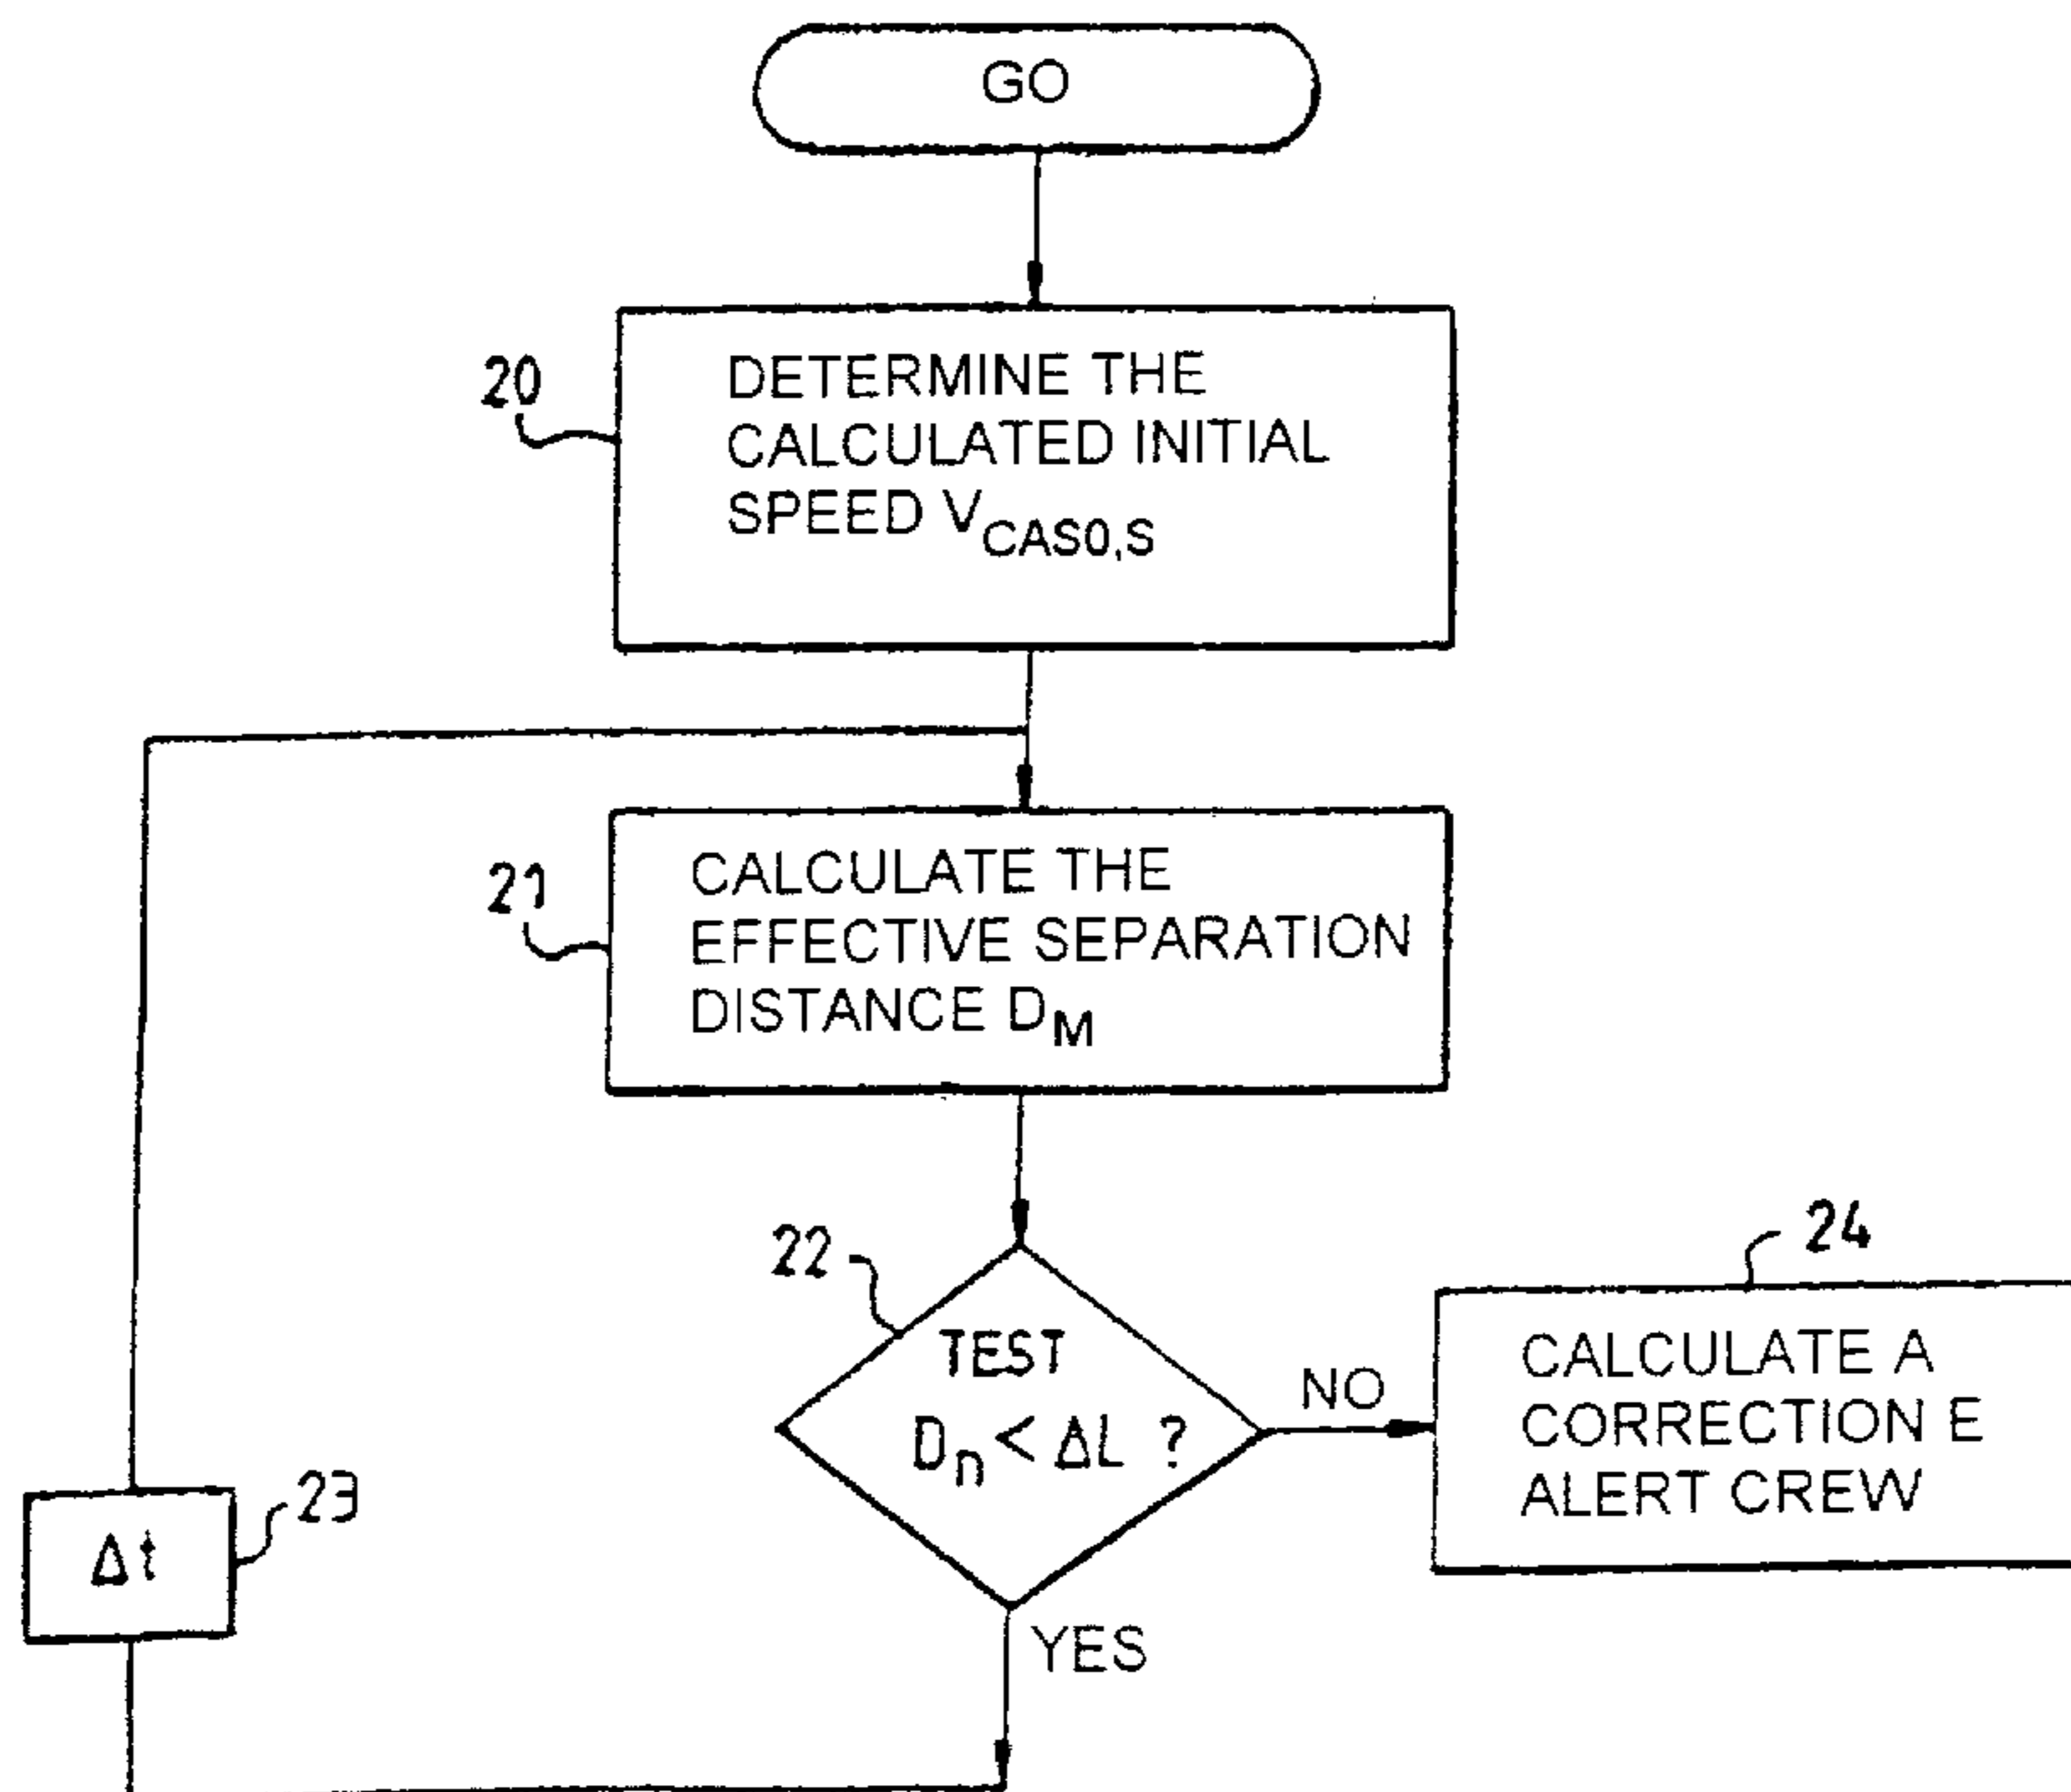 GO
20
DETERMINE THE
CALCULATED INITIAL
SPEED V_CAS0,S
21
CALCULATE THE
EFFECTIVE SEPARATION
DISTANCE D_M
22
TEST
D_n < ΔL ?
NO
24
CALCULATE A
CORRECTION E
ALERT CREW
23
Δt
YES